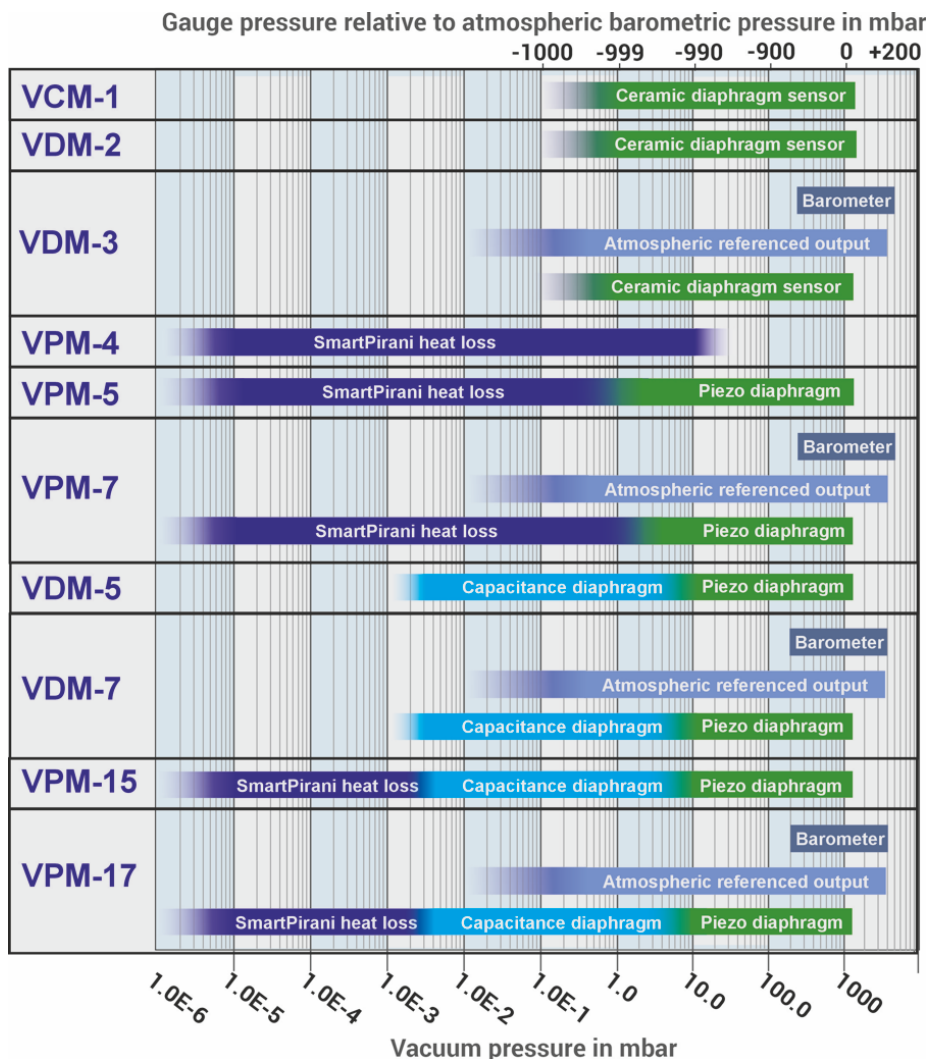 Gauge pressure relative to atmospheric barometric pressure in mbar
-1000 -999 -990 -900 0 +200
VCM-1
Ceramic diaphragm sensor
VDM-2
Ceramic diaphragm sensor
VDM-3
Barometer
Atmospheric referenced output
Ceramic diaphragm sensor
VPM-4
SmartPirani heat loss
VPM-5
SmartPirani heat loss Piezo diaphragm
VPM-7
Barometer
Atmospheric referenced output
SmartPirani heat loss Piezo diaphragm
VDM-5
Capacitance diaphragm Piezo diaphragm
VDM-7
Barometer
Atmospheric referenced output
Capacitance diaphragm Piezo diaphragm
VPM-15
SmartPirani heat loss Capacitance diaphragm Piezo diaphragm
VPM-17
Barometer
Atmospheric referenced output
SmartPirani heat loss Capacitance diaphragm Piezo diaphragm
1.0E-6 1.0E-5 1.0E-4 1.0E-3 1.0E-2 1.0E-1 1.0 10.0 100.0 1000
Vacuum pressure in mbar